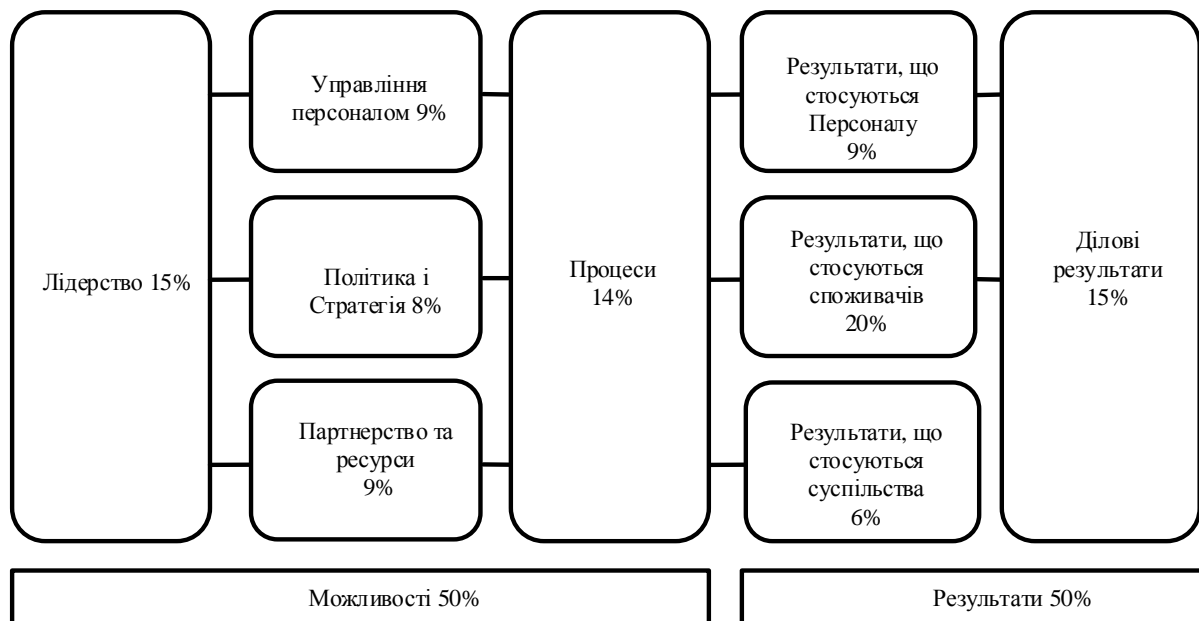 Лідерство 15%
Управління
персоналом 9%
Політика і
Стратегія 8%
Партнерство та
ресурси
9%
Процеси
14%
Результати, що
стосуються
Персоналу
9%
Результати, що
стосуються
споживачів
20%
Результати, що
стосуються
суспільства
6%
Ділові
результати
15%
Можливості 50%
Результати 50%